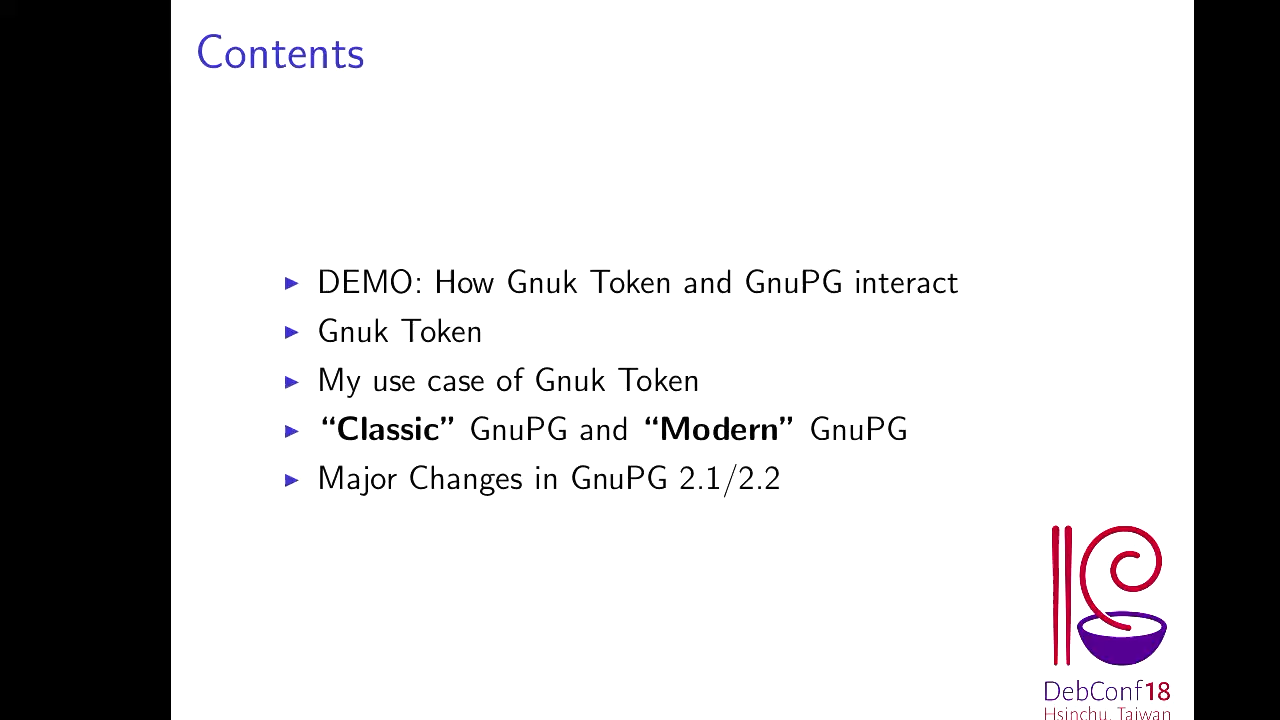 Contents
DEMO: How Gnuk Token and GnuPG interact
Gnuk Token
My use case of Gnuk Token
“Classic” GnuPG and “Modern” GnuPG
Major Changes in GnuPG 2.1/2.2
DebConf18
Hsinchu, Taiwan